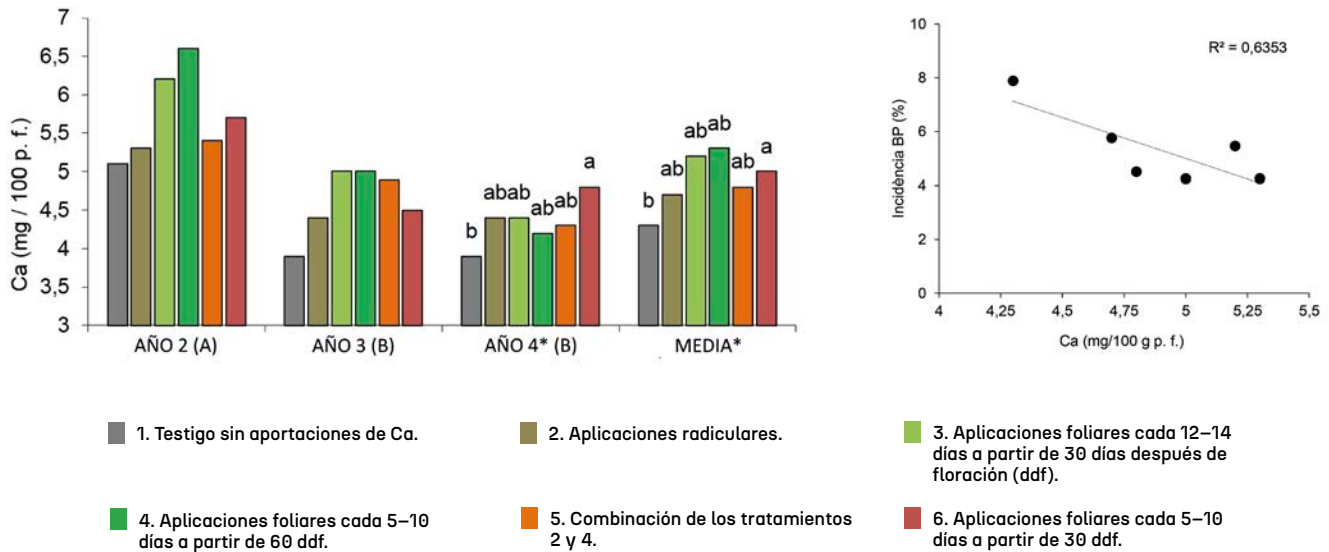 7
6,5
6
5,5
5
4,5
4
3,5
3
Ca (mg / 100 p. f.)
b
ab
ab
ab
ab
a
b
ab
ab
ab
ab
a
AÑO 2 (A)
AÑO 3 (B)
AÑO 4* (B)
MEDIA*
10
8
6
4
2
0
Incidència BP (%)
R² = 0,6353
4
4,25
4,5
4,75
5
5,25
5,5
Ca (mg/100 g p. f.)
1. Testigo sin aportaciones de Ca.
2. Aplicaciones radiculares.
3. Aplicaciones foliares cada 12–14
días a partir de 30 días después de
floración (ddf).
4. Aplicaciones foliares cada 5–10
días a partir de 60 ddf.
5. Combinación de los tratamientos
2 y 4.
6. Aplicaciones foliares cada 5–10
días a partir de 30 ddf.